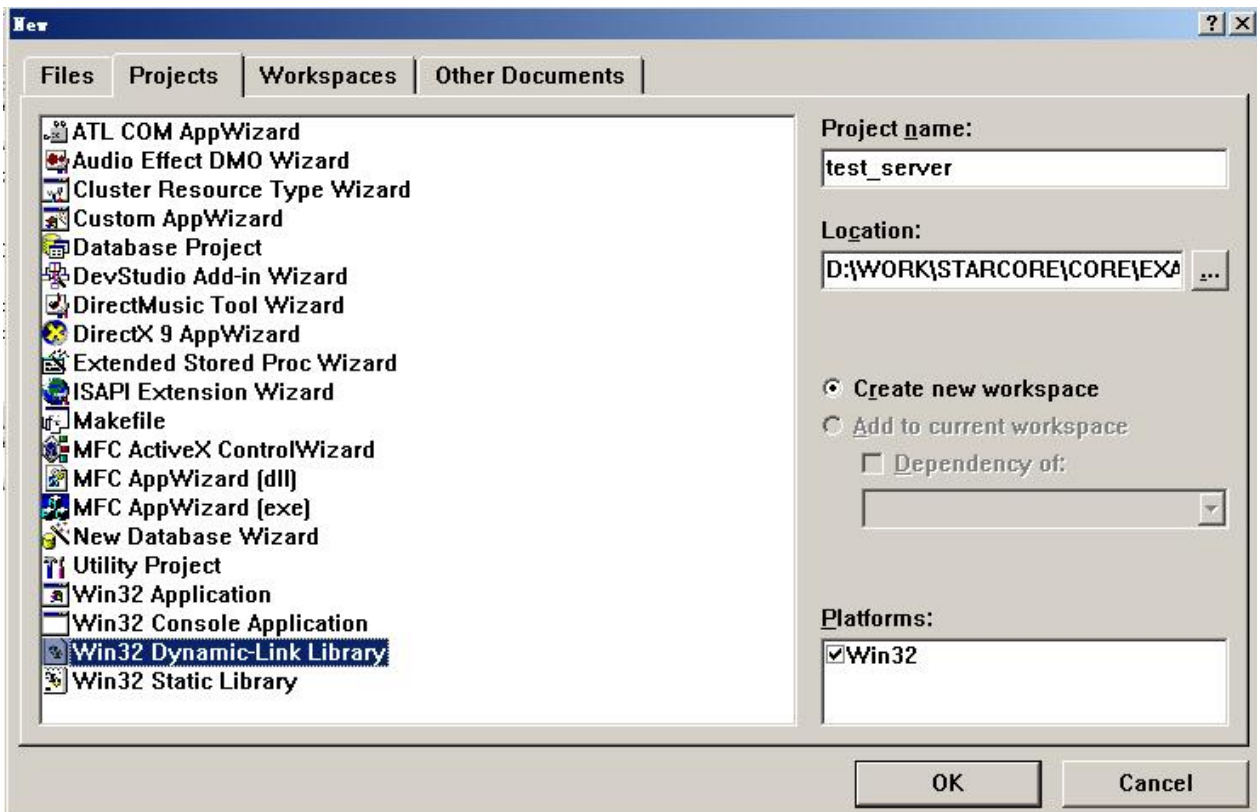 New
Files
Projects
Workspaces
Other Documents
ATL COM AppWizard
Audio Effect DMO Wizard
Cluster Resource Type Wizard
Custom AppWizard
Database Project
DevStudio Add-in Wizard
DirectMusic Tool Wizard
DirectX 9 AppWizard
Extended Stored Proc Wizard
ISAPI Extension Wizard
Makefile
MFC ActiveX ControlWizard
MFC AppWizard (dll)
MFC AppWizard (exe)
New Database Wizard
Utility Project
Win32 Application
Win32 Console Application
Win32 Dynamic-Link Library
Win32 Static Library
Project name:
test_server
Location:
D:\WORK\STARCORE\CORE\EXA
...
Create new workspace
Add to current workspace
Dependency of:
Platforms:
Win32
OK
Cancel